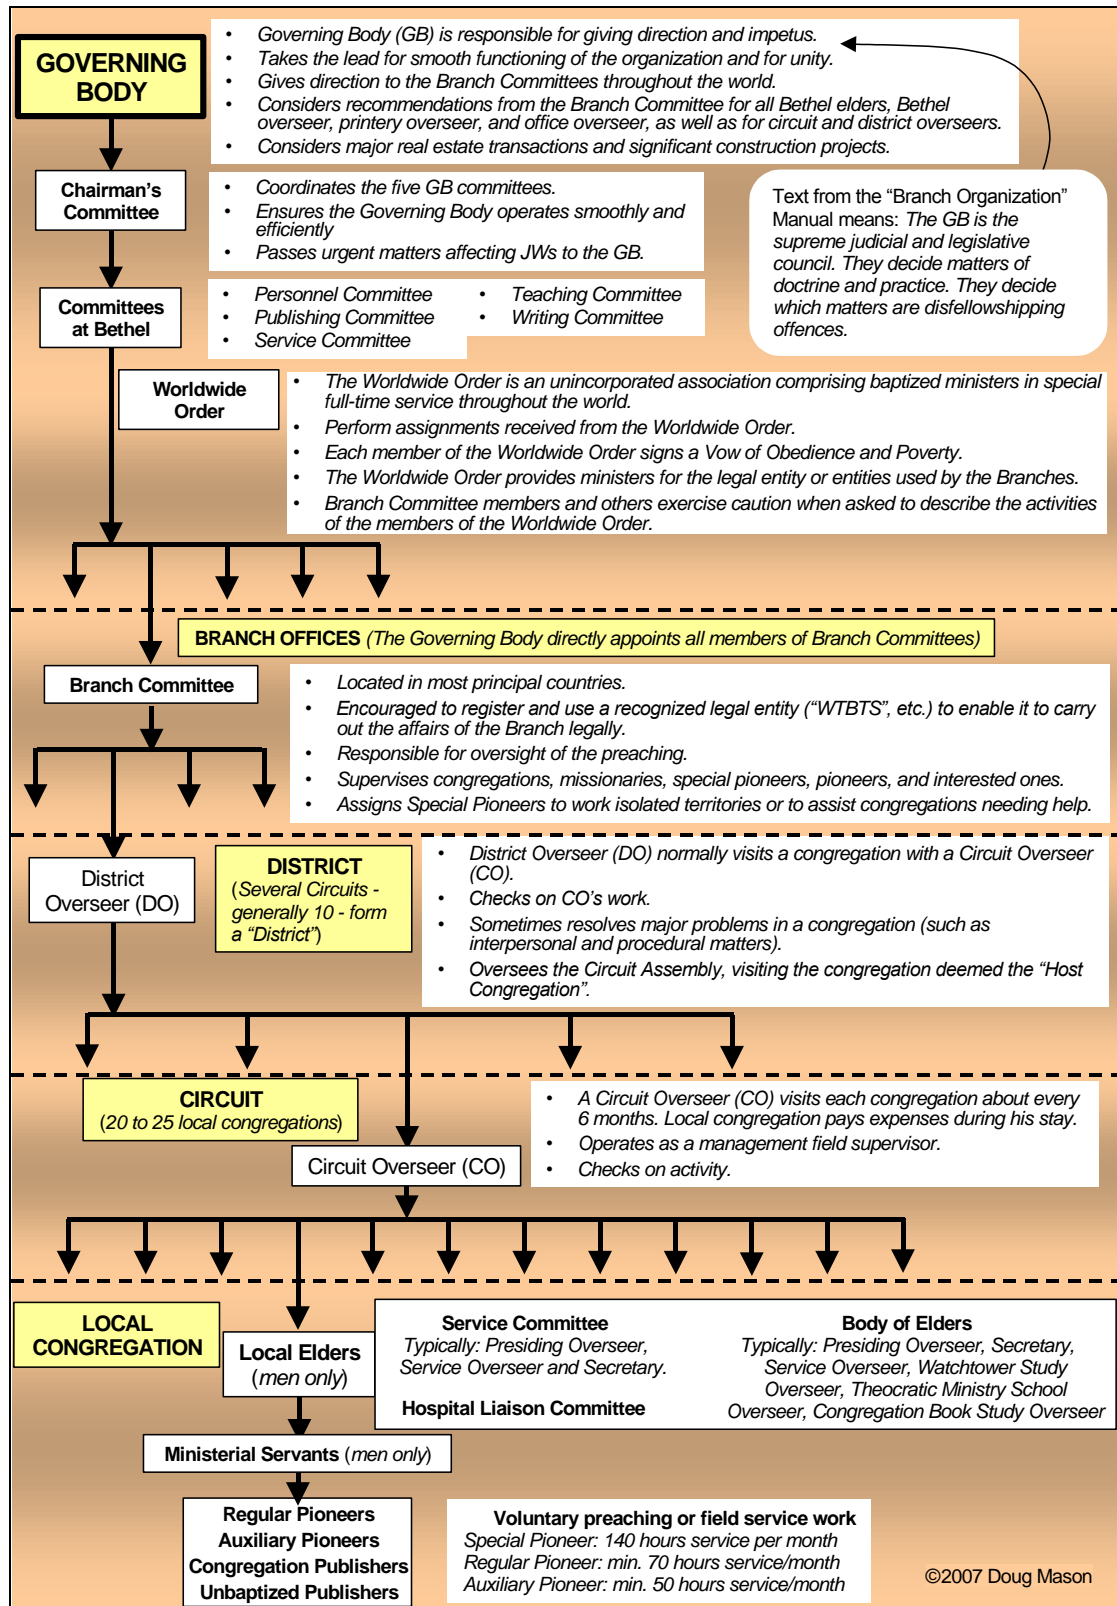 GOVERNING
BODY
• Governing Body (GB) is responsible for giving direction and impetus.
• Takes the lead for smooth functioning of the organization and for unity.
• Gives direction to the Branch Committees throughout the world.
• Considers recommendations from the Branch Committee for all Bethel elders, Bethel
overseer, printery overseer, and office overseer, as well as for circuit and district overseers.
• Considers major real estate transactions and significant construction projects.
Chairman's
Committee
• Coordinates the five GB committees.
• Ensures the Governing Body operates smoothly and
efficiently
• Passes urgent matters affecting JWs to the GB.
Text from the “Branch Organization”
Manual means: The GB is the
supreme judicial and legislative
council. They decide matters of
doctrine and practice. They decide
which matters are disfellowshipping
offences.
Committees
at Bethel
• Personnel Committee
• Publishing Committee
• Service Committee
• Teaching Committee
• Writing Committee
Worldwide
Order
• The Worldwide Order is an unincorporated association comprising baptized ministers in special
full-time service throughout the world.
• Perform assignments received from the Worldwide Order.
• Each member of the Worldwide Order signs a Vow of Obedience and Poverty.
• The Worldwide Order provides ministers for the legal entity or entities used by the Branches.
• Branch Committee members and others exercise caution when asked to describe the activities
of the members of the Worldwide Order.
BRANCH OFFICES (The Governing Body directly appoints all members of Branch Committees)
Branch Committee
• Located in most principal countries.
• Encouraged to register and use a recognized legal entity (“WTBTS”, etc.) to enable it to carry
out the affairs of the Branch legally.
• Responsible for oversight of the preaching.
• Supervises congregations, missionaries, special pioneers, pioneers, and interested ones.
• Assigns Special Pioneers to work isolated territories or to assist congregations needing help.
District
Overseer (DO)
DISTRICT
(Several Circuits -
generally 10 - form
a “District”)
• District Overseer (DO) normally visits a congregation with a Circuit Overseer
(CO).
• Checks on CO's work.
• Sometimes resolves major problems in a congregation (such as
interpersonal and procedural matters).
• Oversees the Circuit Assembly, visiting the congregation deemed the “Host
Congregation”.
CIRCUIT
(20 to 25 local congregations)
Circuit Overseer (CO)
• A Circuit Overseer (CO) visits each congregation about every
6 months. Local congregation pays expenses during his stay.
• Operates as a management field supervisor.
• Checks on activity.
LOCAL
CONGREGATION
Local Elders
(men only)
Service Committee
Typically: Presiding Overseer,
Service Overseer and Secretary.
Hospital Liaison Committee
Body of Elders
Typically: Presiding Overseer, Secretary,
Service Overseer, Watchtower Study
Overseer, Theocratic Ministry School
Overseer, Congregation Book Study Overseer
Ministerial Servants (men only)
Regular Pioneers
Auxiliary Pioneers
Congregation Publishers
Unbaptized Publishers
Voluntary preaching or field service work
Special Pioneer: 140 hours service per month
Regular Pioneer: min. 70 hours service/month
Auxiliary Pioneer: min. 50 hours service/month
©2007 Doug Mason